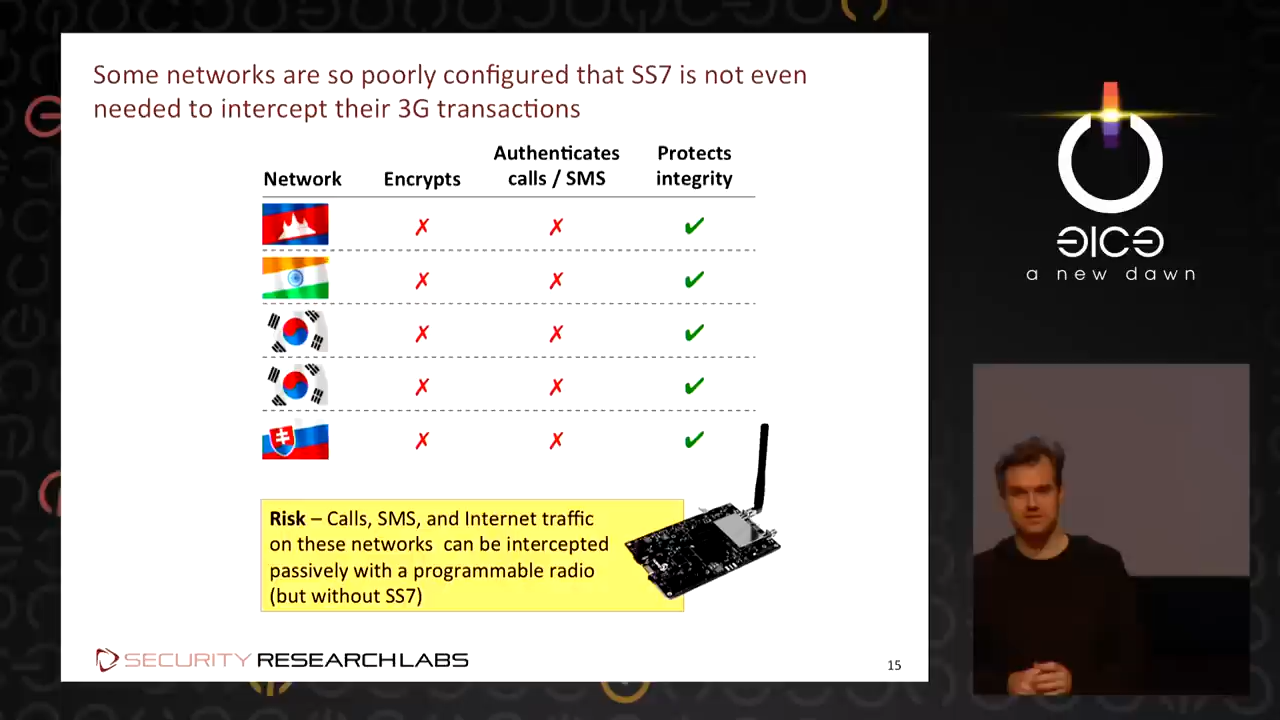 Some networks are so poorly configured that SS7 is not even
needed to intercept their 3G transactions
Network Encrypts Authenticates calls / SMS Protects integrity
✗ ✗ ✔
✗ ✗ ✔
✗ ✗ ✔
✗ ✗ ✔
✗ ✗ ✔
Risk – Calls, SMS, and Internet traffic
on these networks can be intercepted
passively with a programmable radio
(but without SS7)
SECURITY RESEARCH LABS
15
a new dawn